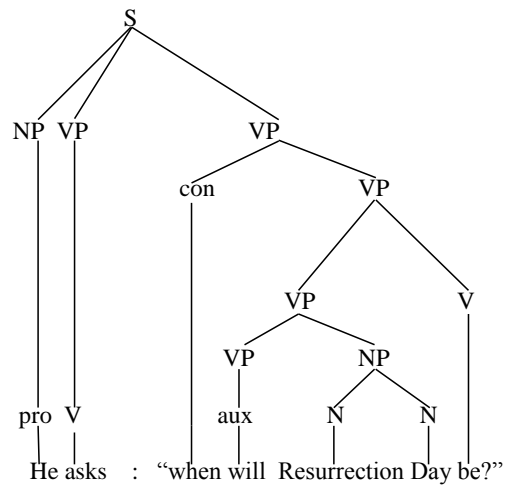 S
NP VP VP
con VP
VP V
VP NP
pro V aux N N
He asks : “when will Resurrection Day be?”